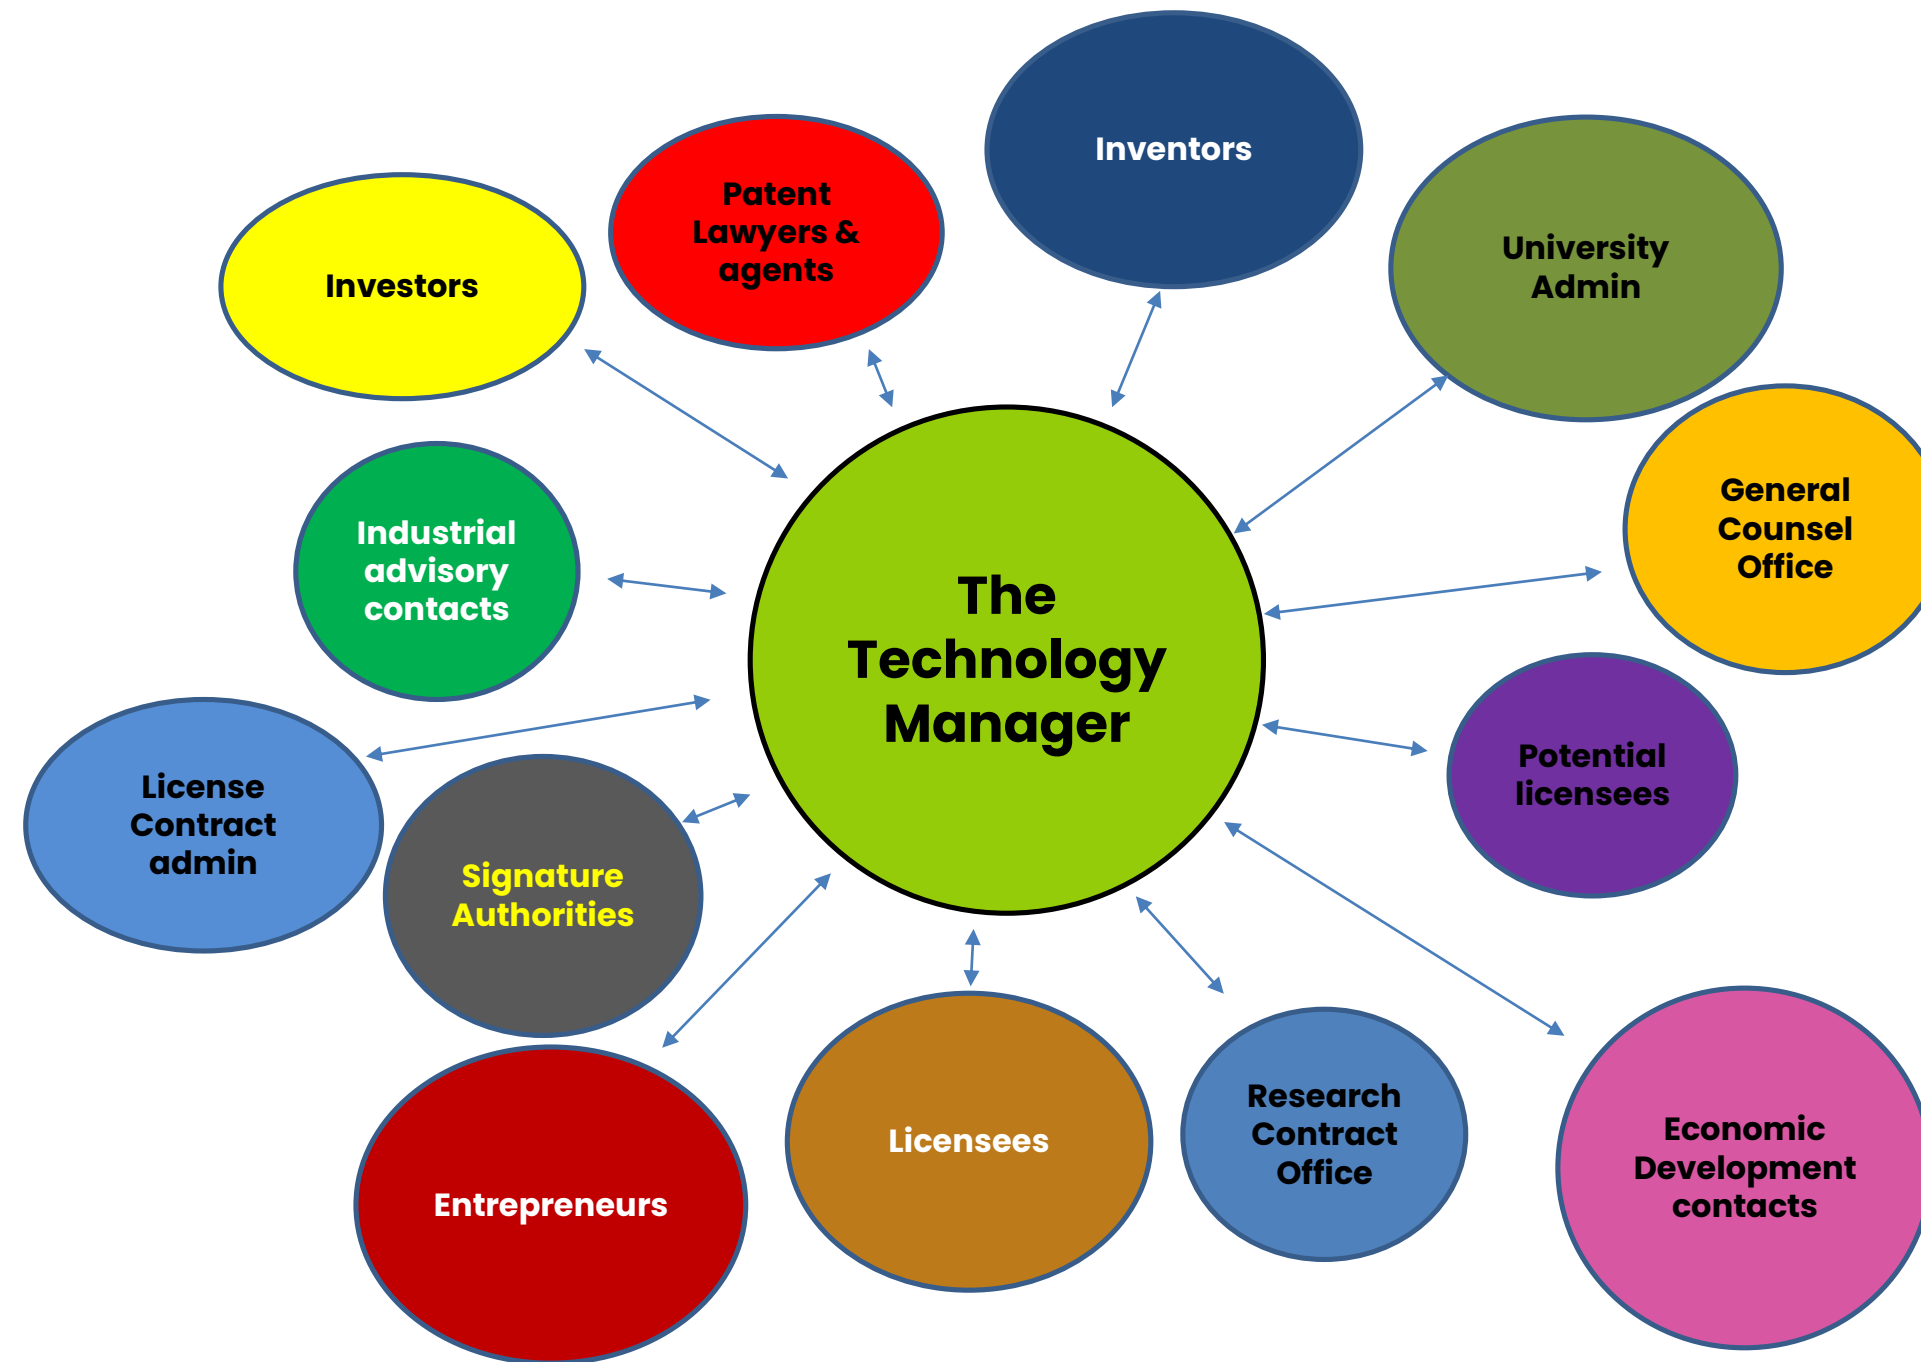 Inventors
Patent
Lawyers &
agents
University
Admin
Investors
General
Counsel
Office
Industrial
advisory
contacts
The
Technology
Manager
Potential
licensees
License
Contract
admin
Signature
Authorities
Research
Contract
Office
Economic
Development
contacts
Licensees
Entrepreneurs